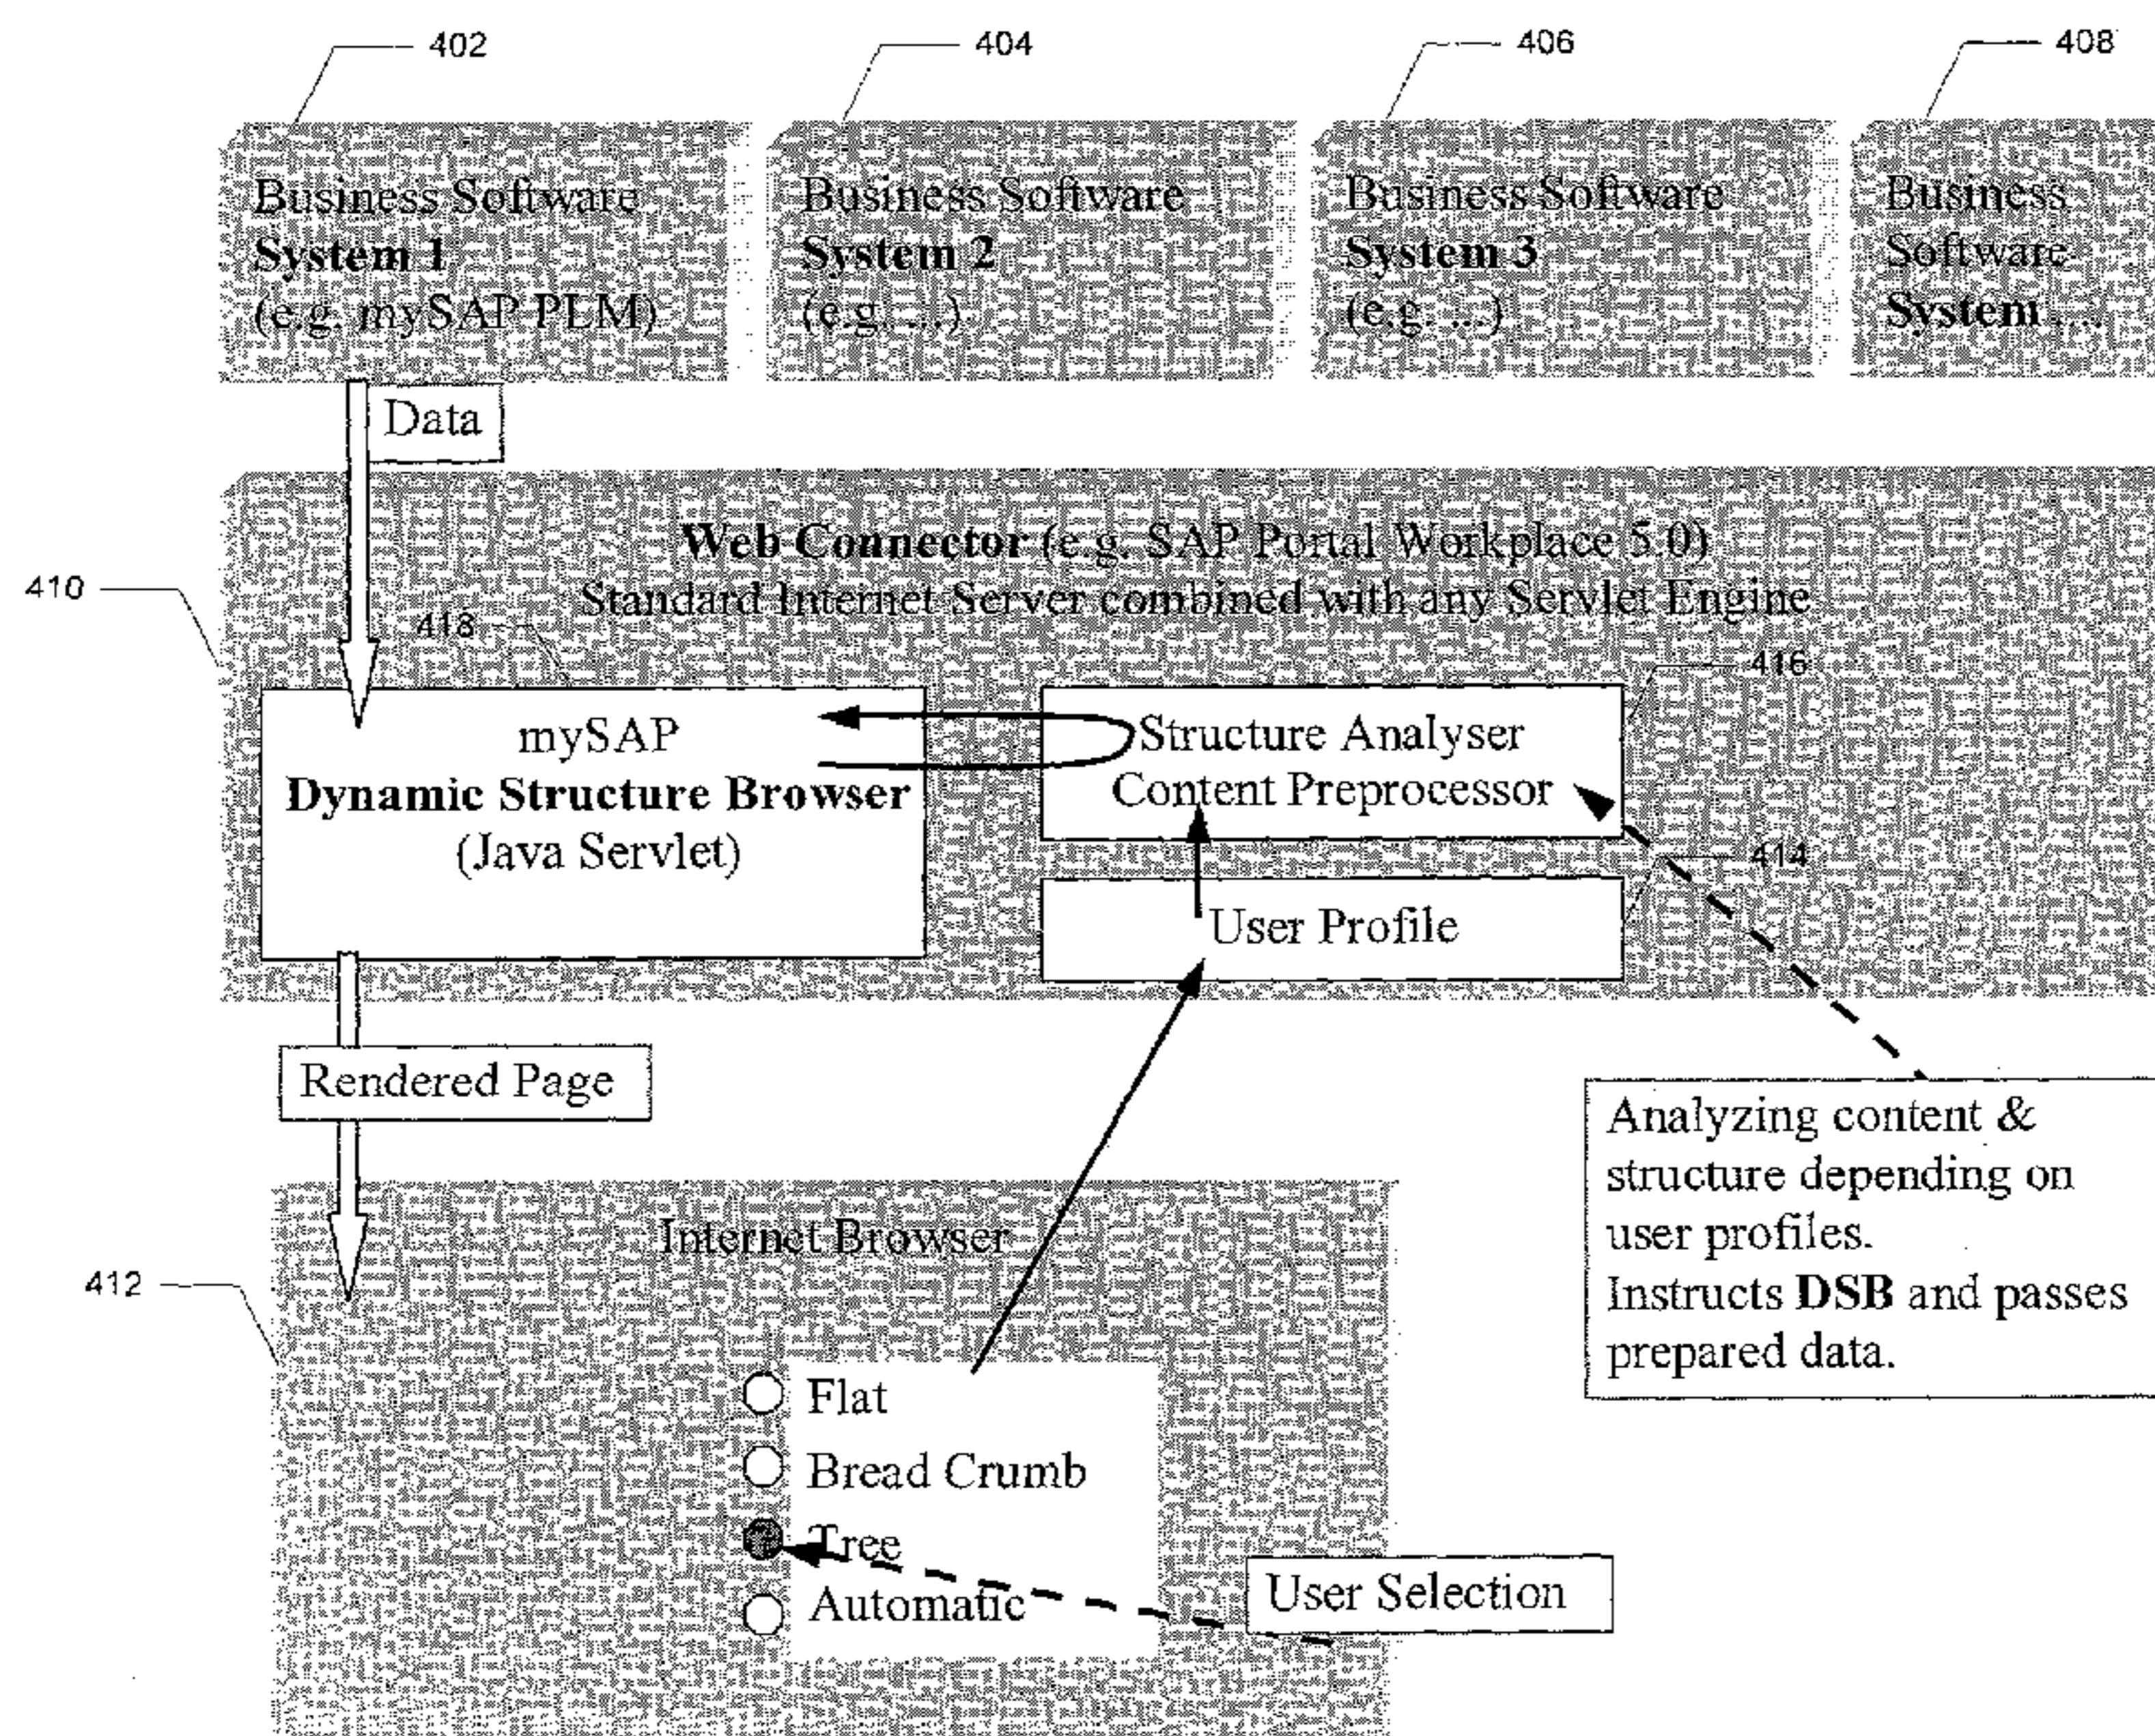 402
404
406
408
Business Software
System 1
(e.g. mySAP PLM)
Business Software
System 2
(e.g. ...)
Business Software
System 3
(e.g. ...)
Business
Software
System ....
Data
Web Connector (e.g. SAP Portal Workplace 5.0)
Standard Internet Server combined with any Servlet Engine
410
418
416
mySAP
Dynamic Structure Browser
(Java Servlet)
Structure Analyser
Content Preprocessor
414
User Profile
Rendered Page
Analyzing content &
structure depending on
user profiles.
Instructs DSB and passes
prepared data.
Internet Browser
412
Flat
Bread Crumb
Tree
Automatic
User Selection